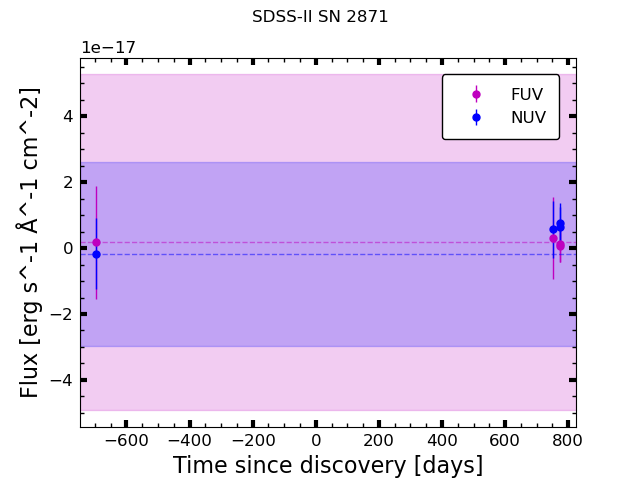 SDSS-II SN 2871
1e−17
FUV
NUV
4
2
0
−2
−4
Flux [erg s^-1 Å^-1 cm^-2]
−600 −400 −200 0 200 400 600 800
Time since discovery [days]